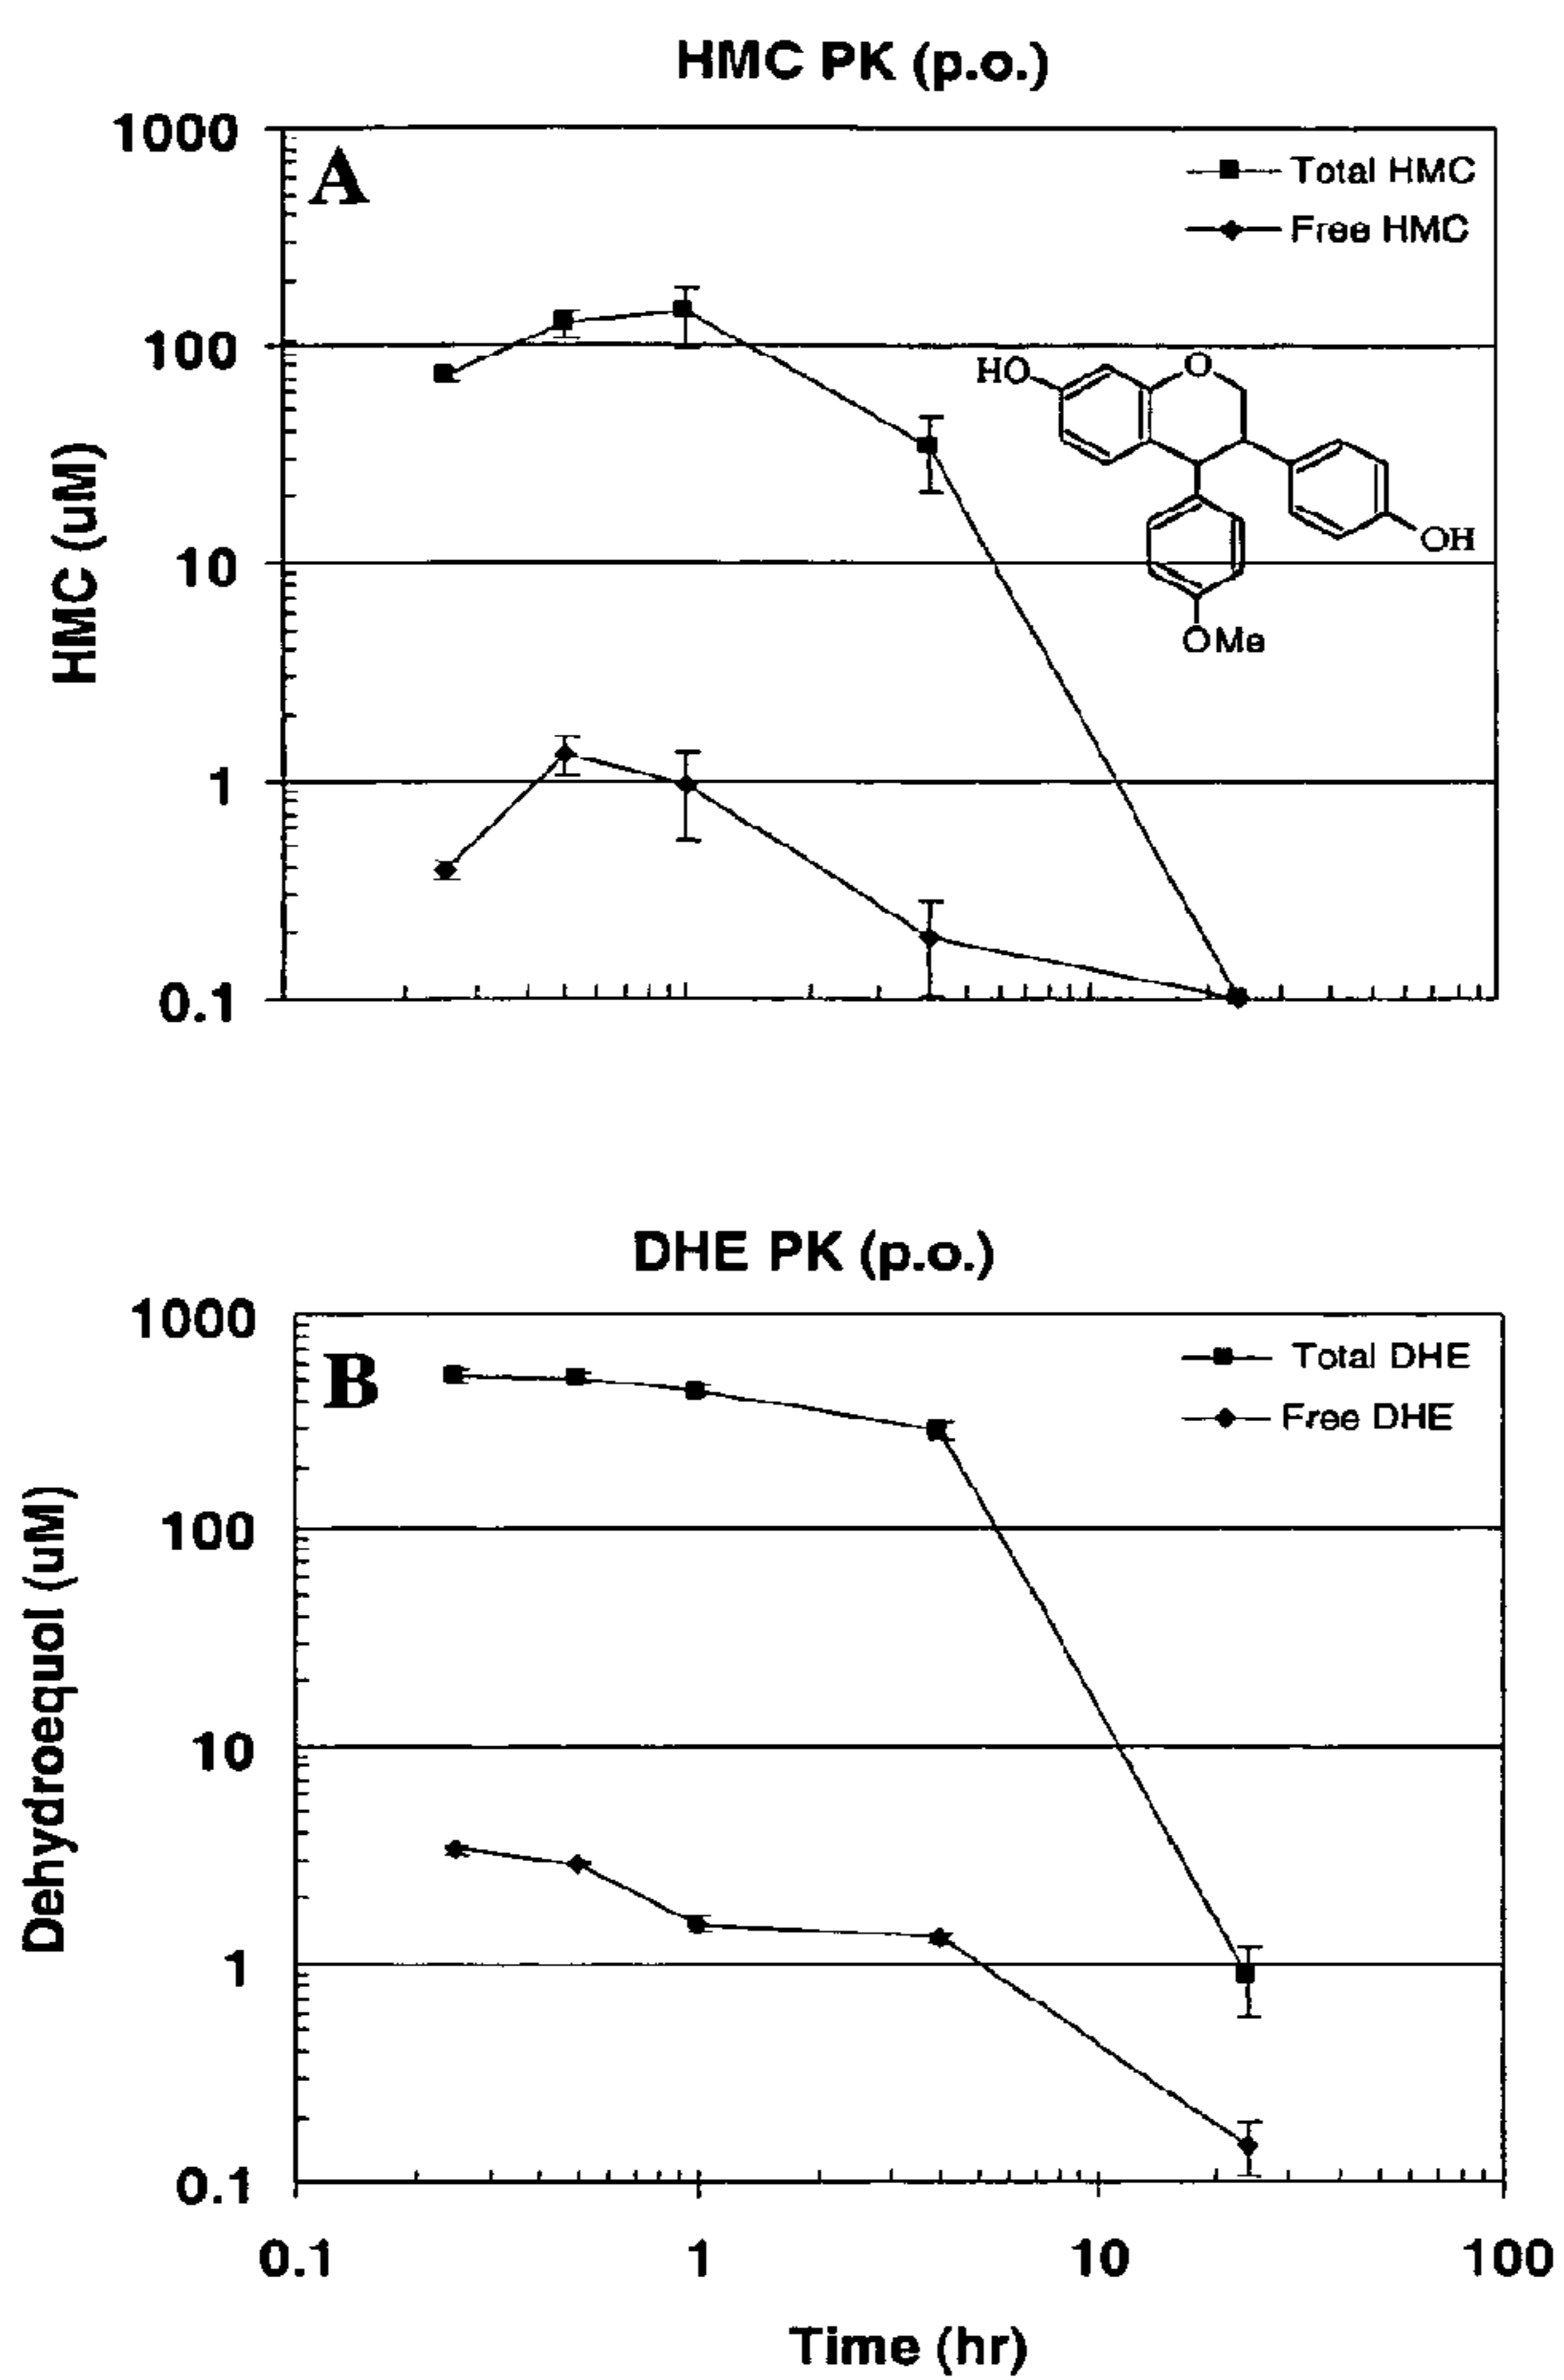 HMC PK (p.o.)
1000
A
Total HMC
Free HMC
100
HO
O
OH
OMe
10
1
0.1
HMC (uM)
DHE PK (p.o.)
1000
B
Total DHE
Free DHE
100
10
1
0.1
Dehydroequol (uM)
0.1 1 10 100
Time (hr)